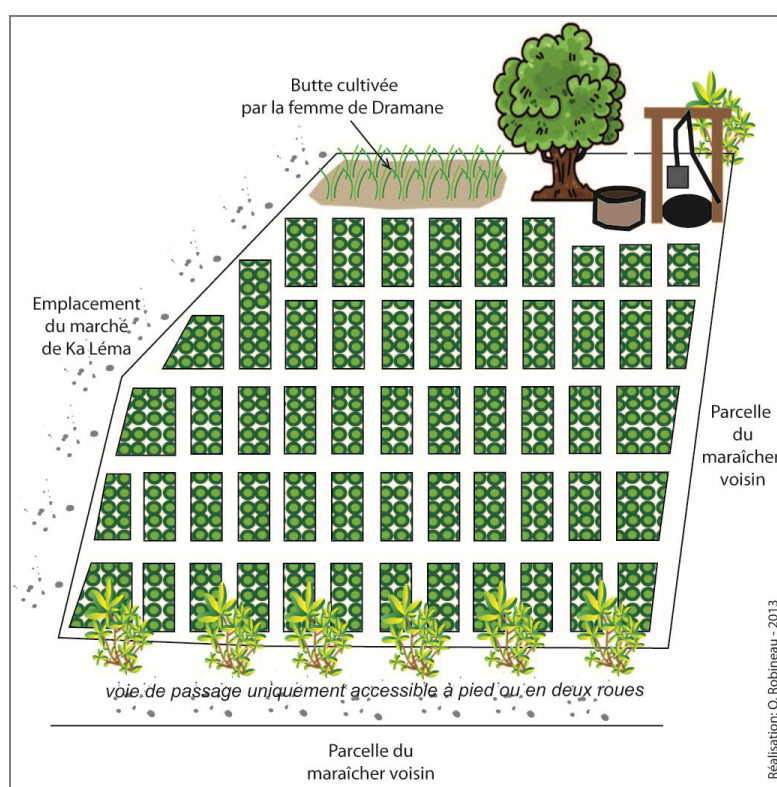 Butte cultivée
par la femme de Dramane
Emplacement
du marché
de Ka Léma
Parcelle
du
maraîcher
voisin
voie de passage uniquement accessible à pied ou en deux roues
Parcelle du
maraîcher voisin
Réalisation: O. Robineau - 2013